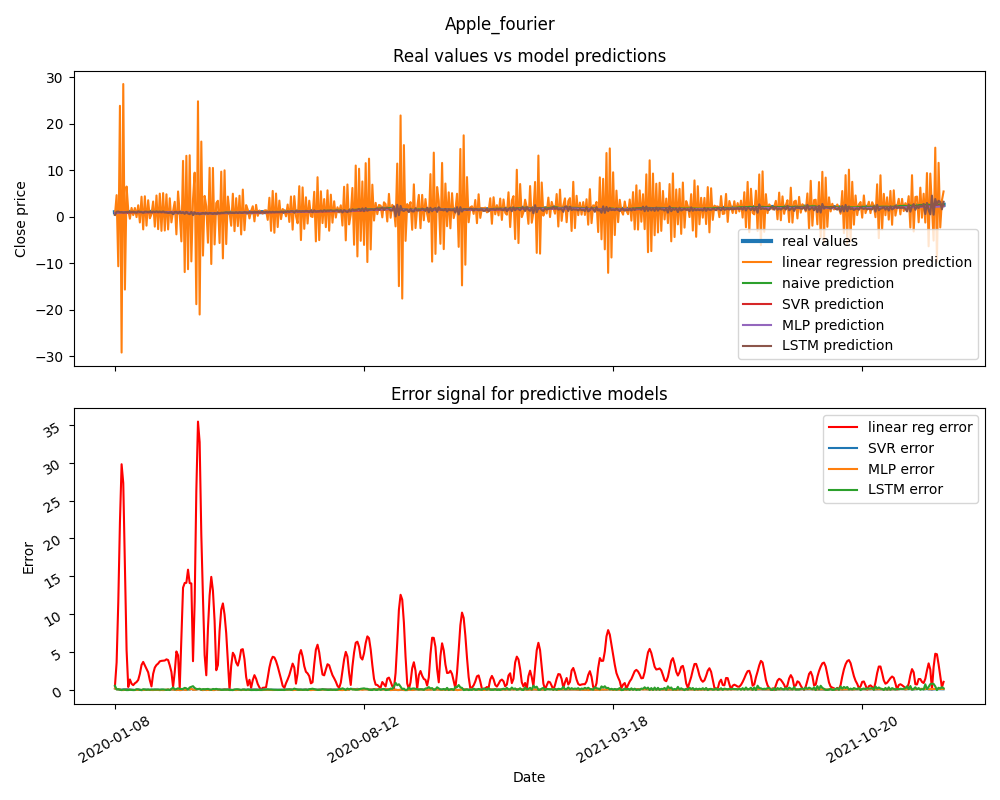 Apple_fourier
Real values vs model predictions
Close price
30
20
10
0
−10
−20
−30
real values
linear regression prediction
naive prediction
SVR prediction
MLP prediction
LSTM prediction
Error signal for predictive models
Error
35
30
25
20
15
10
5
0
linear reg error
SVR error
MLP error
LSTM error
2020-01-08
2020-08-12
2021-03-18
2021-10-20
Date